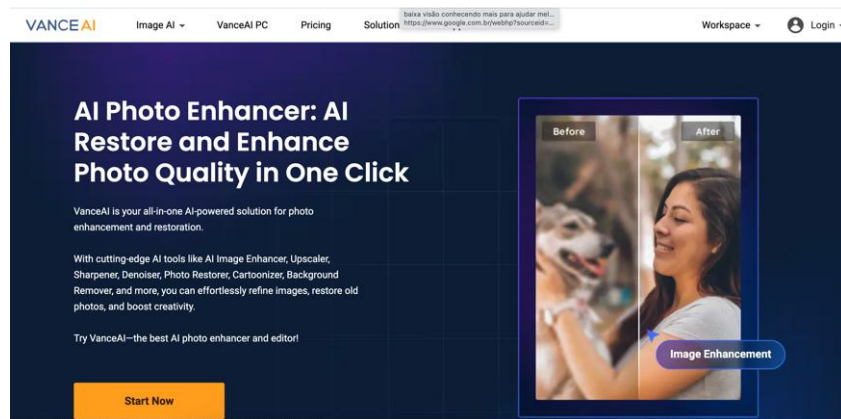 VANCEAI
Image AI
VanceAI PC
Pricing
Solution
baixa visão conhecendo mais para ajudar mel...
https://www.google.com.br/webhp?sourceid=...
Workspace
Login
AI Photo Enhancer: AI
Restore and Enhance
Photo Quality in One Click
VanceAI is your all-in-one AI-powered solution for photo
enhancement and restoration.
With cutting-edge AI tools like AI Image Enhancer, Upscaler,
Sharpener, Denoiser, Photo Restorer, Cartoonizer, Background
Remover, and more, you can effortlessly refine images, restore old
photos, and boost creativity.
Try VanceAI—the best AI photo enhancer and editor!
Start Now
Before
After
Image Enhancement